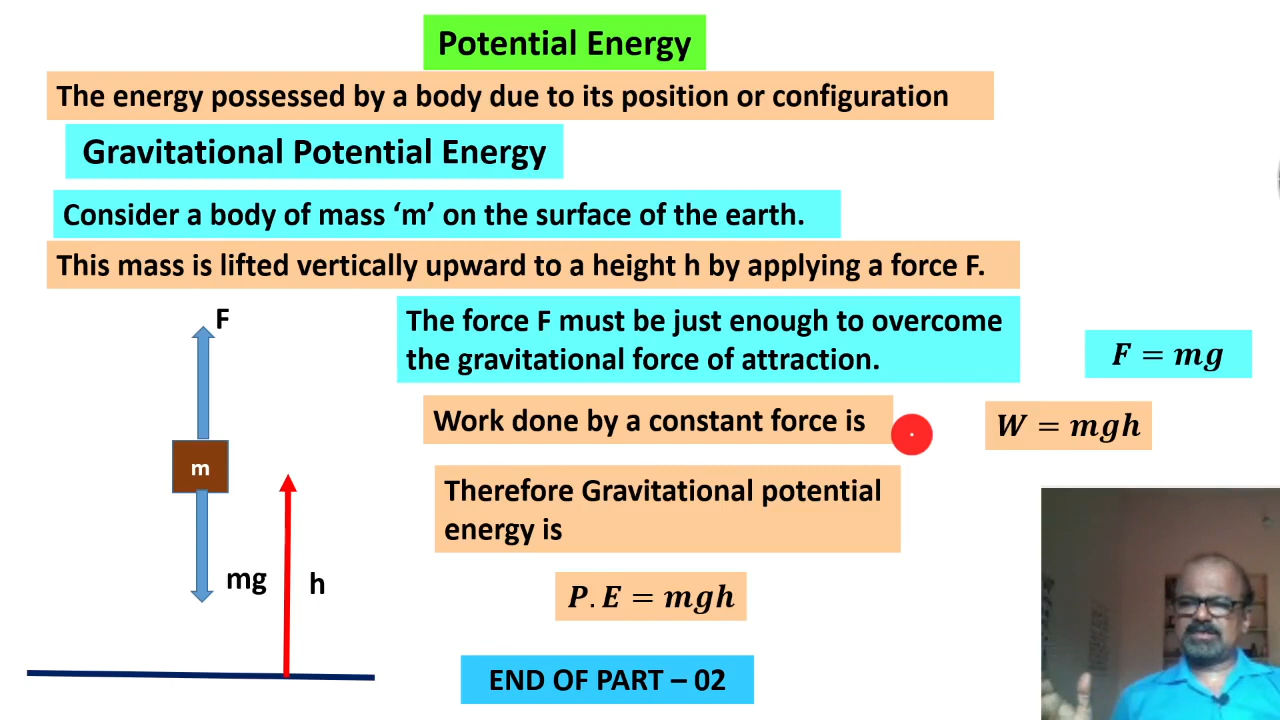 Potential Energy
The energy possessed by a body due to its position or configuration
Gravitational Potential Energy
Consider a body of mass ‘m’ on the surface of the earth.
This mass is lifted vertically upward to a height h by applying a force F.
F
The force F must be just enough to overcome
the gravitational force of attraction.
F = mg
Work done by a constant force is
W = mgh
m
Therefore Gravitational potential
energy is
mg
h
P.E = mgh
END OF PART – 02